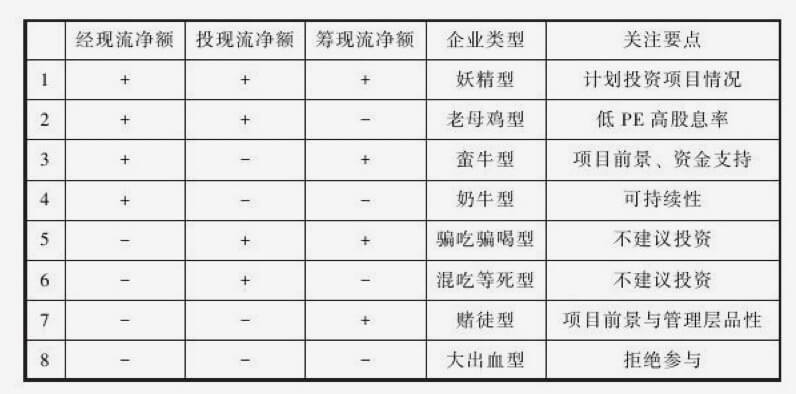 经现流净额 投现流净额 筹现流净额 企业类型 关注要点
1 + + + 妖精型 计划投资项目情况
2 + + - 老母鸡型 低 PE 高股息率
3 + - + 蛮牛型 项目前景、资金支持
4 + - - 奶牛型 可持续性
5 - + + 骗吃骗喝型 不建议投资
6 - + - 混吃等死型 不建议投资
7 - - + 赌徒型 项目前景与管理层品性
8 - - - 大出血型 拒绝参与